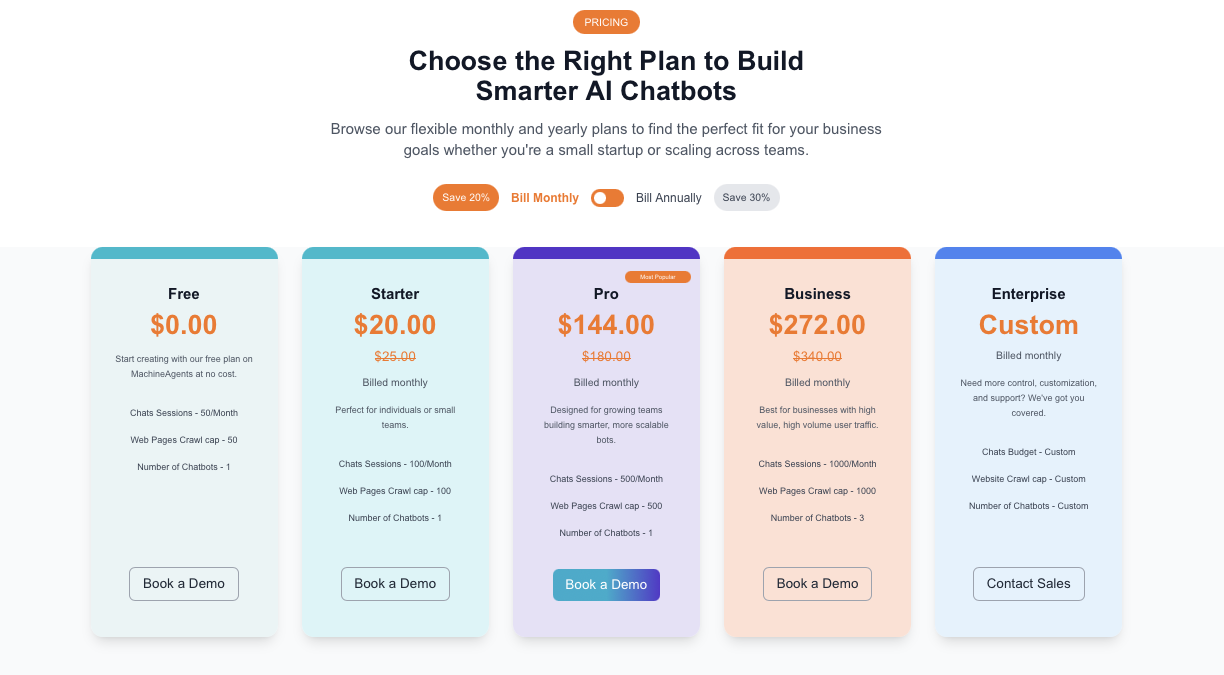 PRICING
Choose the Right Plan to Build
Smarter AI Chatbots
Browse our flexible monthly and yearly plans to find the perfect fit for your business
goals whether you're a small startup or scaling across teams.
Save 20% Bill Monthly Bill Annually Save 30%
Free
$0.00
Start creating with our free plan on
MachineAgents at no cost.
Chats Sessions - 50/Month
Web Pages Crawl cap - 50
Number of Chatbots - 1
Book a Demo
Starter
$20.00
$25.00
Billed monthly
Perfect for individuals or small
teams.
Chats Sessions - 100/Month
Web Pages Crawl cap - 100
Number of Chatbots - 1
Book a Demo
Most Popular
Pro
$144.00
$180.00
Billed monthly
Designed for growing teams
building smarter, more scalable
bots.
Chats Sessions - 500/Month
Web Pages Crawl cap - 500
Number of Chatbots - 1
Book a Demo
Business
$272.00
$340.00
Billed monthly
Best for businesses with high
value, high volume user traffic.
Chats Sessions - 1000/Month
Web Pages Crawl cap - 1000
Number of Chatbots - 3
Book a Demo
Enterprise
Custom
Billed monthly
Need more control, customization,
and support? We've got you
covered.
Chats Budget - Custom
Website Crawl cap - Custom
Number of Chatbots - Custom
Contact Sales